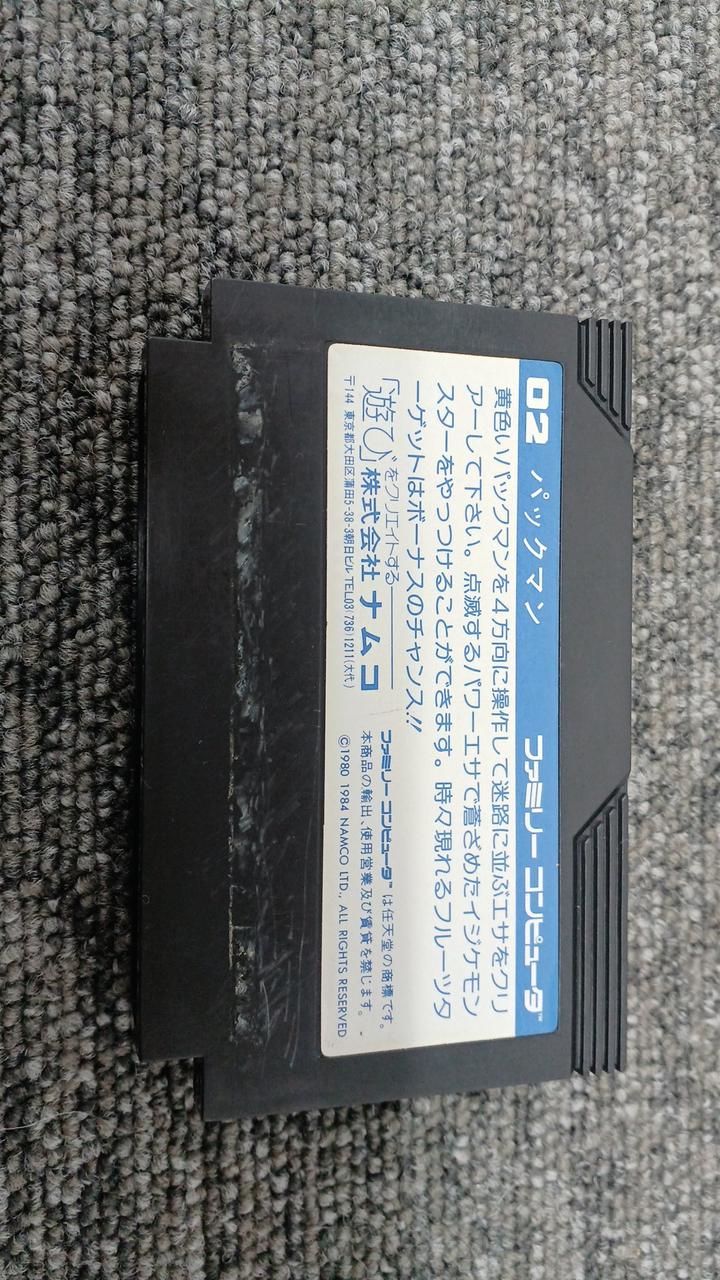 02 パックマン ファミリー コンピュータ™
黄色いパックマンを4方向に操作して迷路に並ぶエサをクリ
アーして下さい。点滅するパワーエサで蒼ざめたイジケモン
スターをやっつけることができます。時々現れるフルーツタ
ーゲットはボーナスのチャンス!!
「遊び」をクリエイトする
株式会社ナムコ
〒144 東京都大田区蒲田5-38-3朝日ビル TEL03(736)1211(大代)
ファミリー コンピュータ™は任天堂の商標です。
本商品の輸出、使用営業及び賃貸を禁じます。
©1980 1984 NAMCO LTD., ALL RIGHTS RESERVED